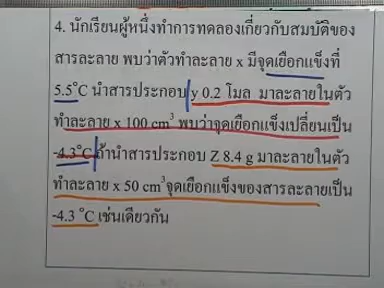 4. นักเรียนผู้หนึ่งทำการทดลองเกี่ยวกับสมบัติของ
สารละลาย พบว่าตัวทำละลาย x มีจุดเยือกแข็งที่
5.5°C นำสารประกอบ y 0.2 โมล มาละลายในตัว
ทำละลาย x 100 cm³ พบว่าจุดเยือกแข็งเปลี่ยนเป็น
-4.3°C ถ้านำสารประกอบ Z 8.4 g มาละลายในตัว
ทำละลาย x 50 cm³ จุดเยือกแข็งของสารละลายเป็น
-4.3 °C เช่นเดียวกัน